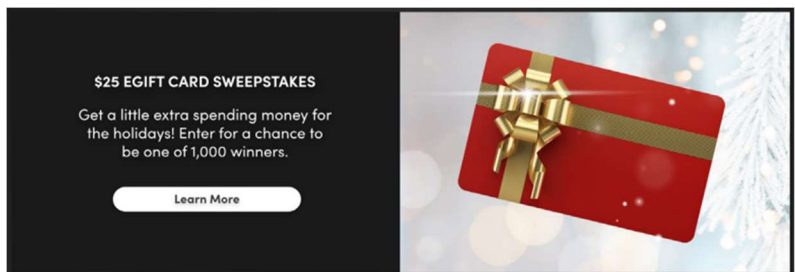 $25 EGIFT CARD SWEEPSTAKES
Get a little extra spending money for
the holidays! Enter for a chance to
be one of 1,000 winners.
Learn More